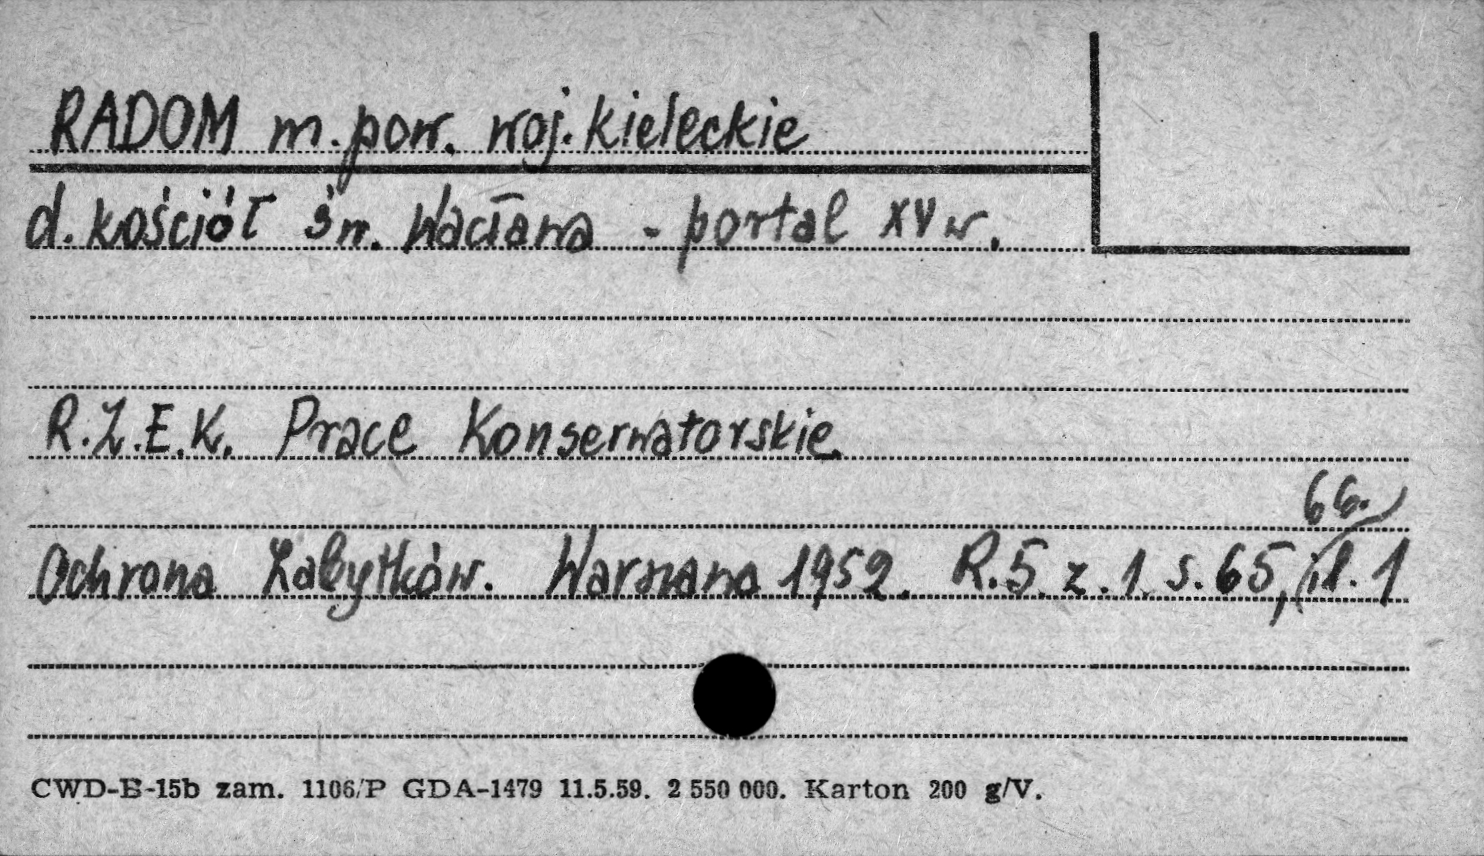 RADOM m. pow. woj. kieleckie
d. kościół św. Wacława - portal XV w.
R.Z.E.K. Prace Konserwatorskie.
66.
Ochrona Zabytków. Warszawa 1952. R.5. z.1. s.65, il. 1
CWD-B-15b zam. 1106/P GDA-1479 11.5.59. 2 550 000. Karton 200 g/V.